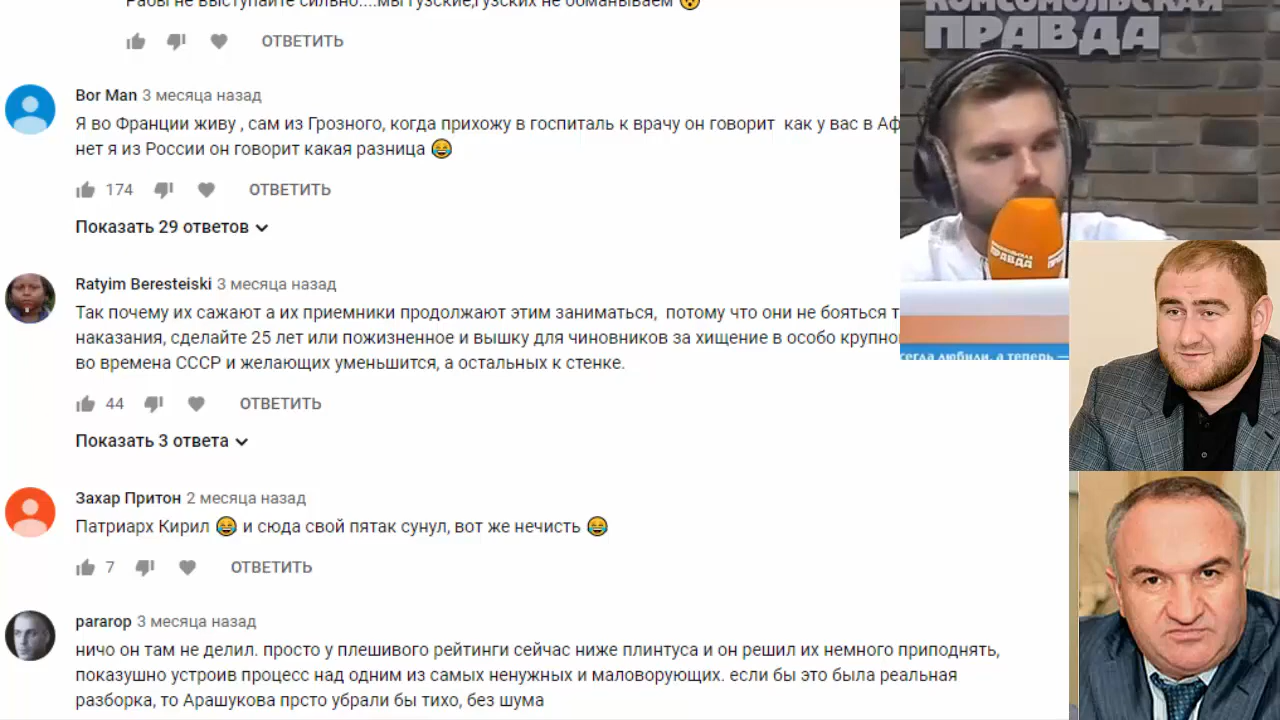 Рабы не выступайте сильно....мы гузские,гузских не обманываем 😯
ОТВЕТИТЬ
Bor Man 3 месяца назад
Я во Франции живу , сам из Грозного, когда прихожу в госпиталь к врачу он говорит как у вас в Аф
нет я из России он говорит какая разница 😂
174 ОТВЕТИТЬ
Показать 29 ответов
Ratyim Beresteiski 3 месяца назад
Так почему их сажают а их приемники продолжают этим заниматься, потому что они не бояться т
наказания, сделайте 25 лет или пожизненное и вышку для чиновников за хищение в особо крупно
во времена СССР и желающих уменьшится, а остальных к стенке.
44 ОТВЕТИТЬ
Показать 3 ответа
Захар Притон 2 месяца назад
Патриарх Кирил 😂 и сюда свой пятак сунул, вот же нечисть 😂
7 ОТВЕТИТЬ
pararop 3 месяца назад
ничо он там не делил. просто у плешивого рейтинги сейчас ниже плинтуса и он решил их немного приподнять,
показушно устроив процесс над одним из самых ненужных и маловорующих. если бы это была реальная
разборка, то Арашукова прсто убрали бы тихо, без шума
КОМСОМОЛЬСКАЯ
ПРАВДА
ПРАВДА
любили, а теперь —